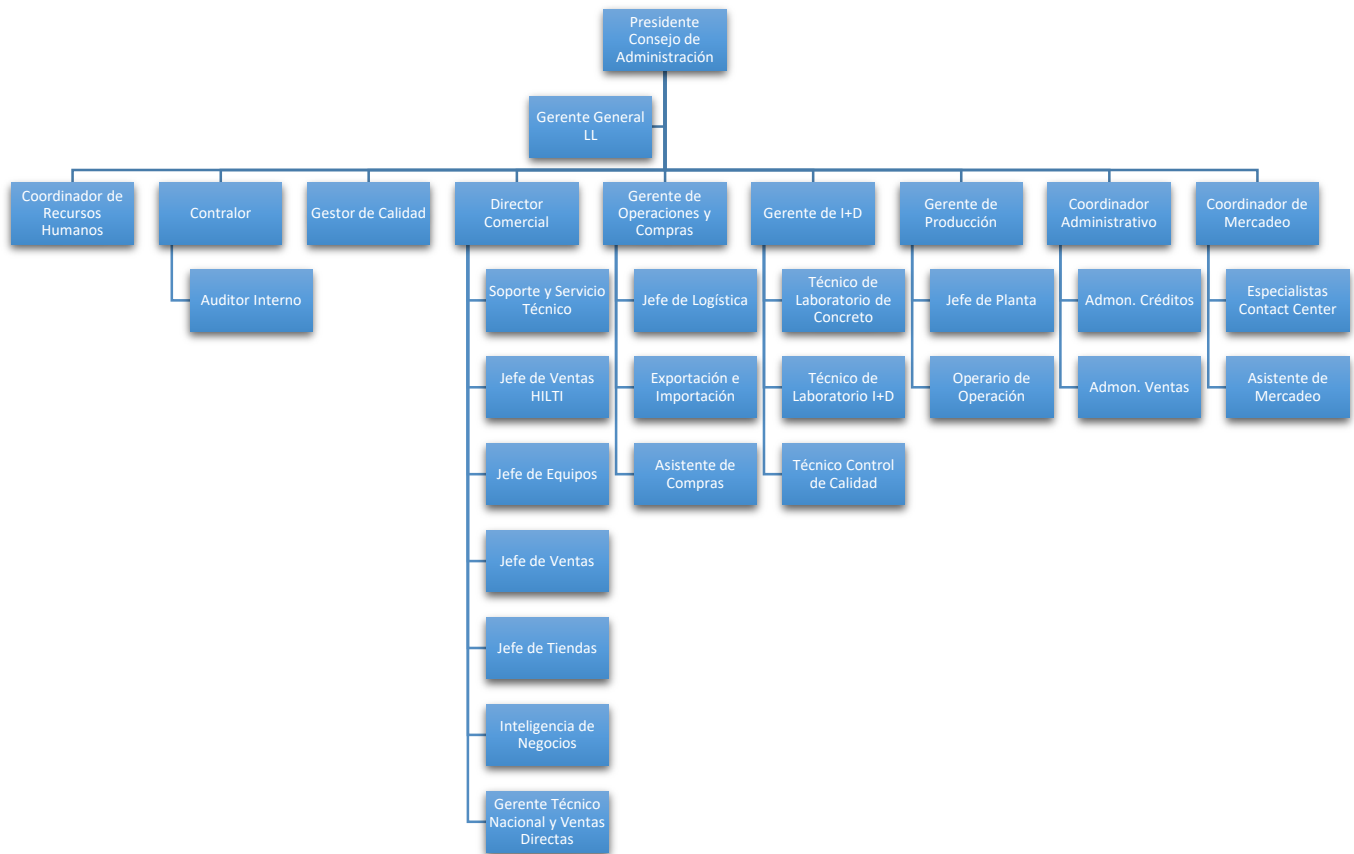 Presidente
Consejo de
Administración
Gerente General
LL
Coordinador de
Recursos
Humanos
Contralor
Gestor de Calidad
Director
Comercial
Gerente de
Operaciones y
Compras
Gerente de I+D
Gerente de
Producción
Coordinador
Administrativo
Coordinador de
Mercadeo
Auditor Interno
Soporte y Servicio
Técnico
Jefe de Ventas
HILTI
Jefe de Equipos
Jefe de Ventas
Jefe de Tiendas
Inteligencia de
Negocios
Gerente Técnico
Nacional y Ventas
Directas
Jefe de Logística
Exportación e
Importación
Asistente de
Compras
Técnico de
Laboratorio de
Concreto
Técnico de
Laboratorio I+D
Técnico Control
de Calidad
Jefe de Planta
Operario de
Operación
Admon. Créditos
Admon. Ventas
Especialistas
Contact Center
Asistente de
Mercadeo